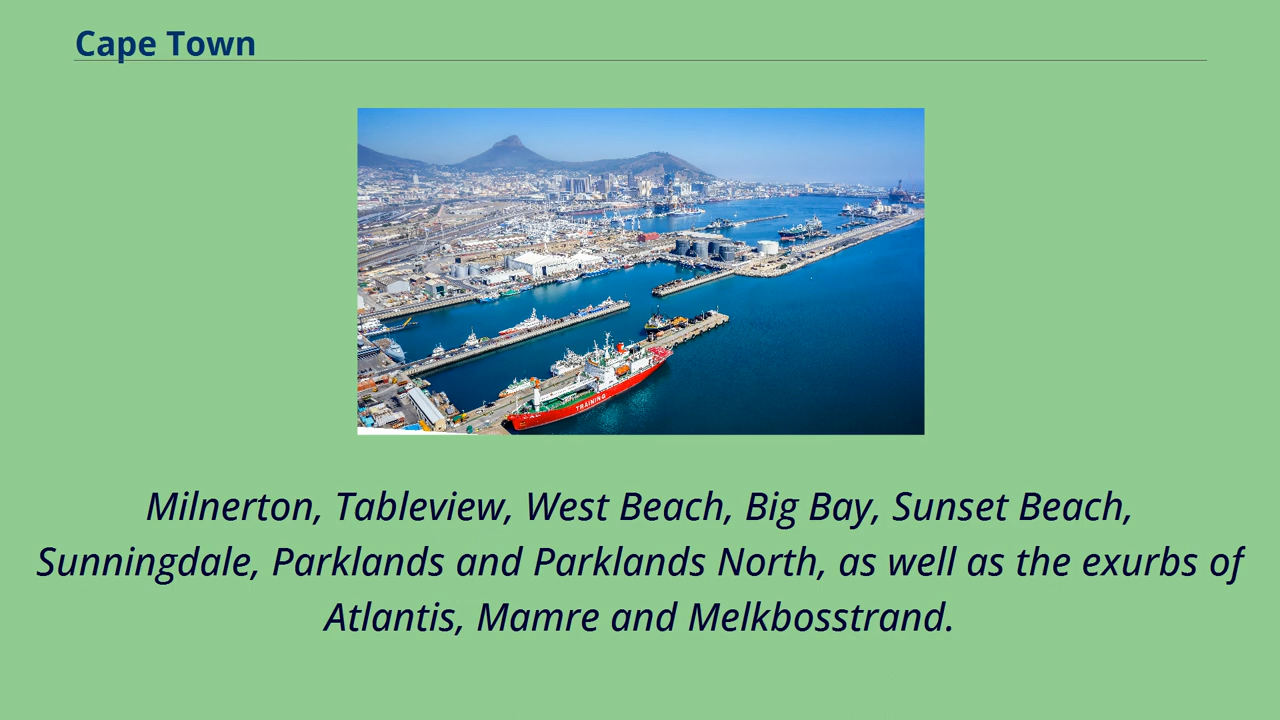 Cape Town
TRAINING
Milnerton, Tableview, West Beach, Big Bay, Sunset Beach,
Sunningdale, Parklands and Parklands North, as well as the exurbs of
Atlantis, Mamre and Melkbosstrand.